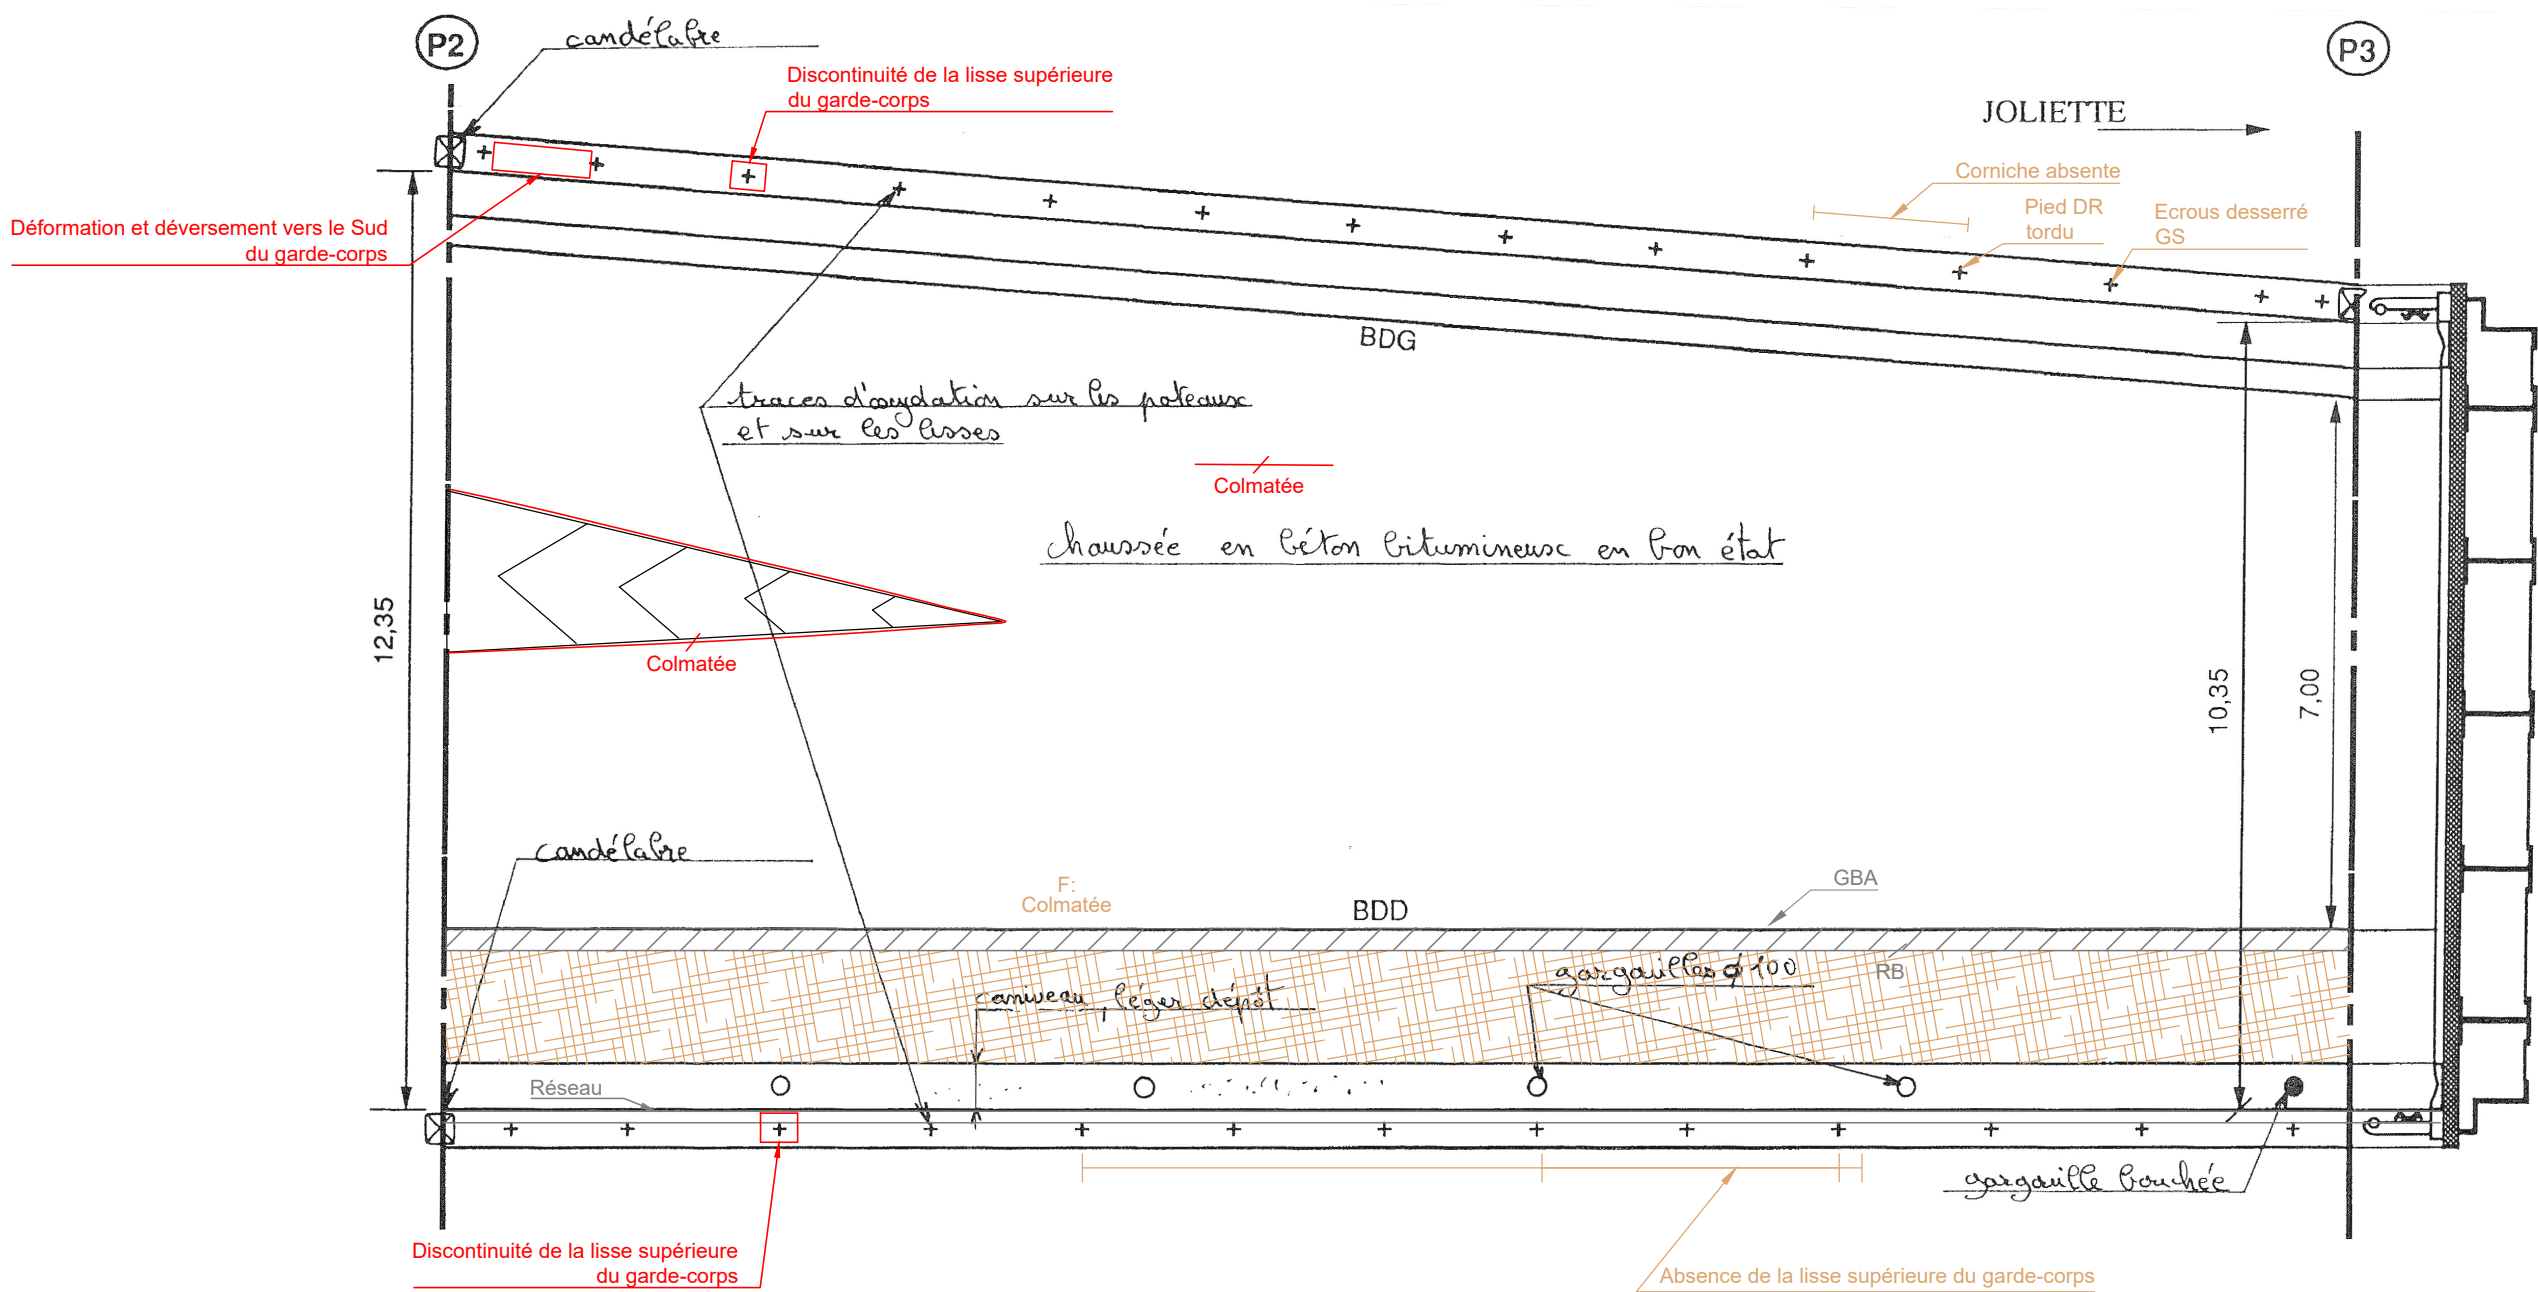 P2
candélabre
P3
Discontinuité de la lisse supérieure
du garde-corps
JOLIETTE
Corniche absente
Pied DR
tordu
Ecrous desserré
GS
Déformation et déversement vers le Sud
du garde-corps
BDG
traces d'oxydation sur les poteaux
et sur les lisses
Colmatée
chaussée en béton bitumineux en bon état
12,35
Colmatée
10,35
7,00
candélabre
F:
Colmatée
GBA
BDD
gargouilles ø 100
RB
caniveau, léger dépôt
Réseau
gargouille bouchée
Discontinuité de la lisse supérieure
du garde-corps
Absence de la lisse supérieure du garde-corps